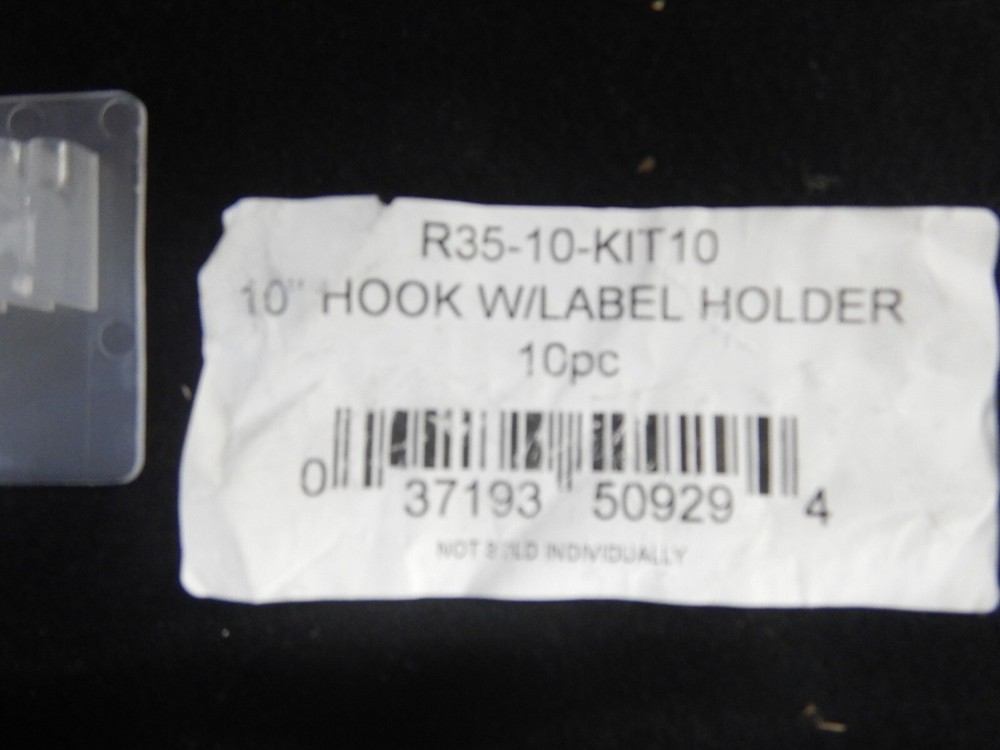 R35-10-KIT10
10" HOOK W/LABEL HOLDER
10pc
0 37193 50929 4
NOT SOLD INDIVIDUALLY